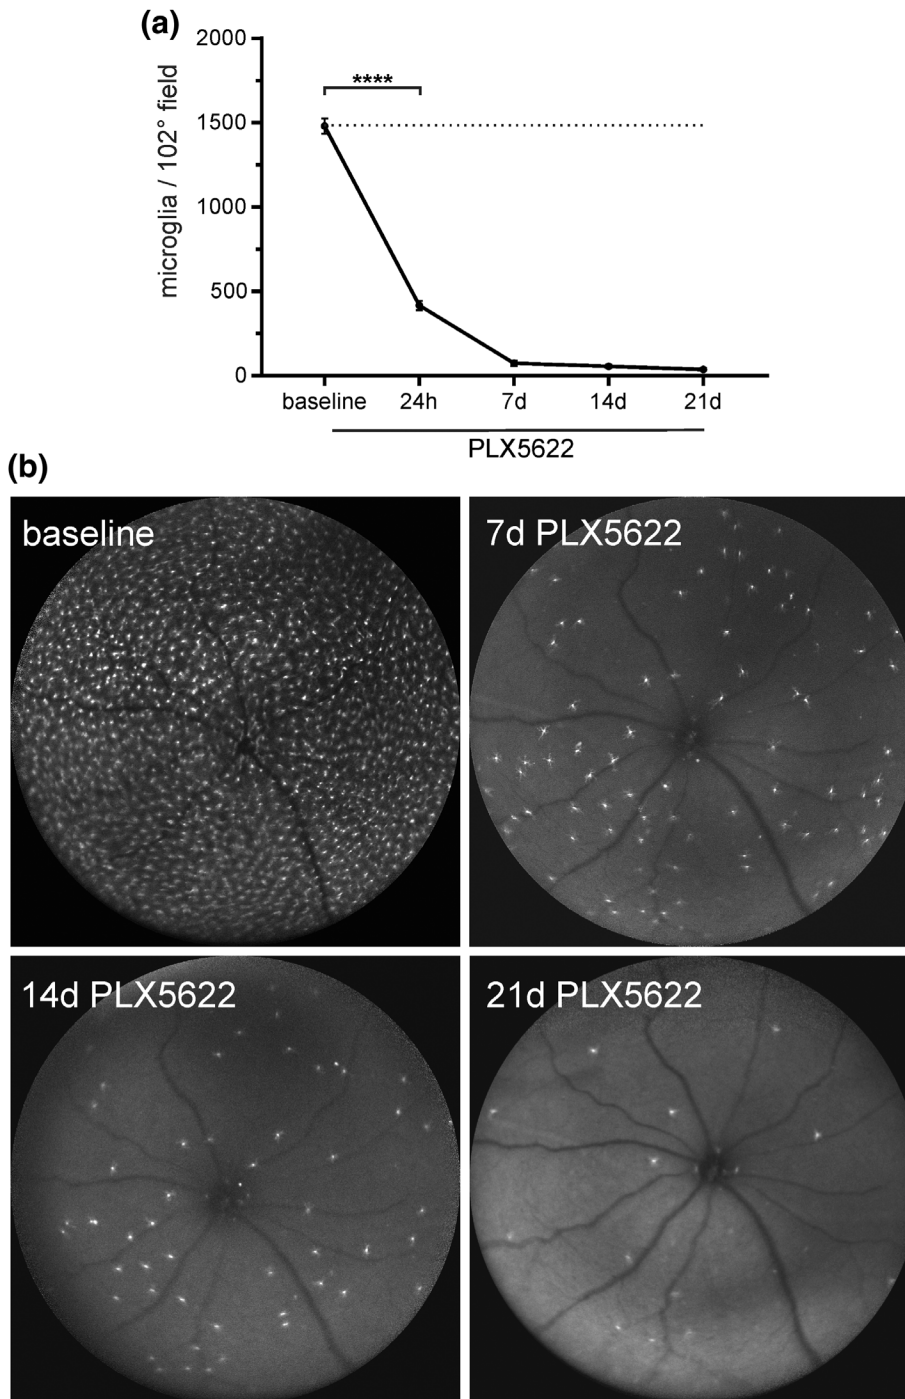 (a)
2000
1500
1000
500
0
microglia / 102° field
****
baseline
24h
7d
14d
21d
PLX5622
(b)
baseline
7d PLX5622
14d PLX5622
21d PLX5622